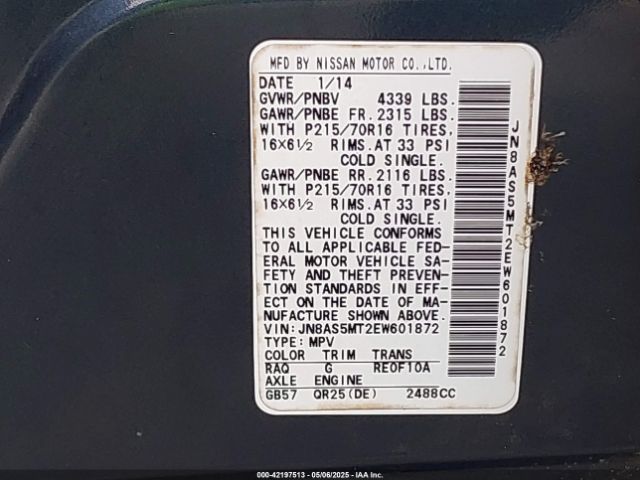 MFD BY NISSAN MOTOR CO.,LTD.
DATE 1/14
GVWR/PNBV 4339 LBS.
GAWR/PNBE FR. 2315 LBS.
WITH P215/70R16 TIRES,
16X6½ RIMS.AT 33 PSI
COLD SINGLE.
GAWR/PNBE RR. 2116 LBS.
WITH P215/70R16 TIRES,
16X6½ RIMS.AT 33 PSI
COLD SINGLE.
THIS VEHICLE CONFORMS
TO ALL APPLICABLE FED-
ERAL MOTOR VEHICLE SA-
FETY AND THEFT PREVENTION
STANDARDS IN EFF-
ECT ON THE DATE OF MA-
NUFACTURE SHOWN ABOVE.
VIN:JN8AS5MT2EW601872
TYPE:MPV
COLOR TRIM TRANS
RAQ G RE0F10A
AXLE ENGINE
GB57 QR25(DE) 2488CC
JN8AS5MT2EW601872
000-42197513 - 05/06/2025 - IAA Inc.